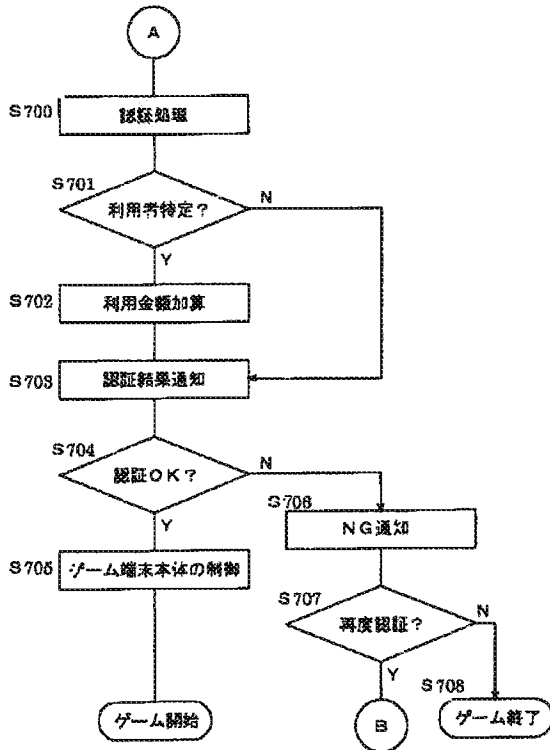 A
S700
認証処理
S701
利用者特定?
N
Y
S702
利用金額加算
S703
認証結果通知
S704
認証OK?
N
Y
S705
ゲーム端末本体の制御
S706
NG通知
S707
再度認証?
N
Y
S708
ゲーム開始
B
ゲーム終了